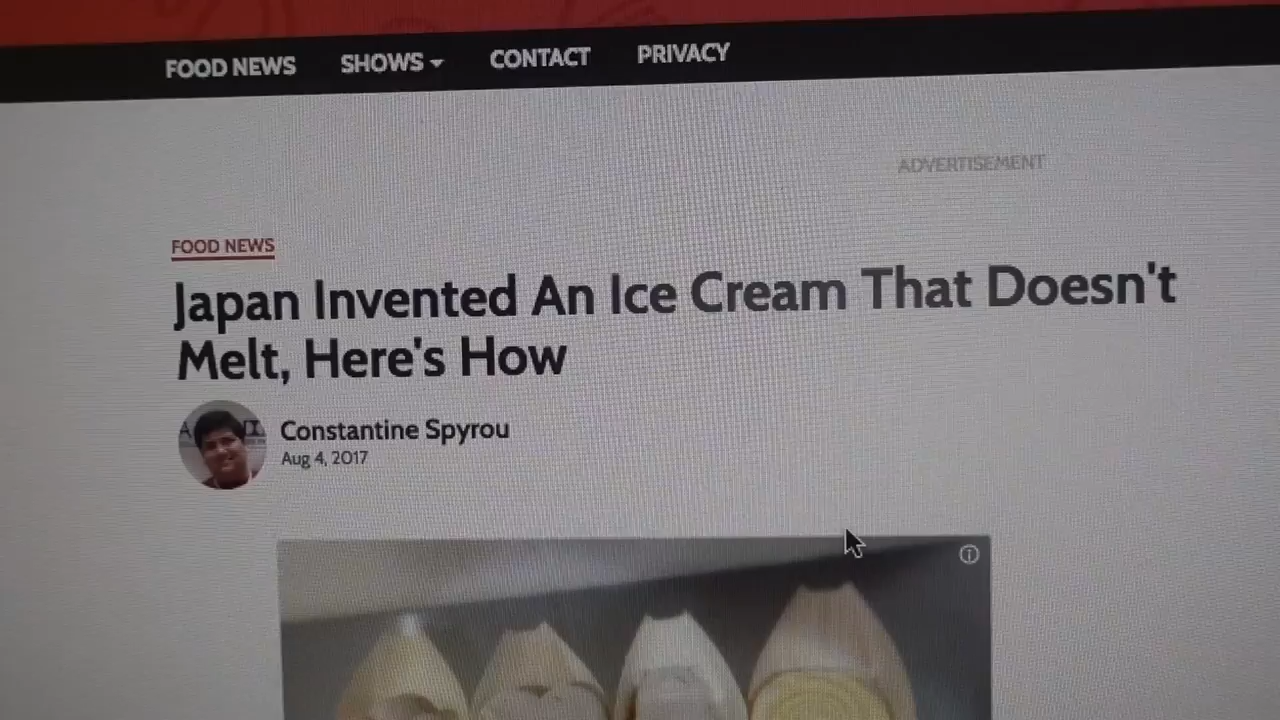 FOOD NEWS SHOWS CONTACT PRIVACY
ADVERTISEMENT
FOOD NEWS
Japan Invented An Ice Cream That Doesn't
Melt, Here's How
Constantine Spyrou
Aug 4, 2017